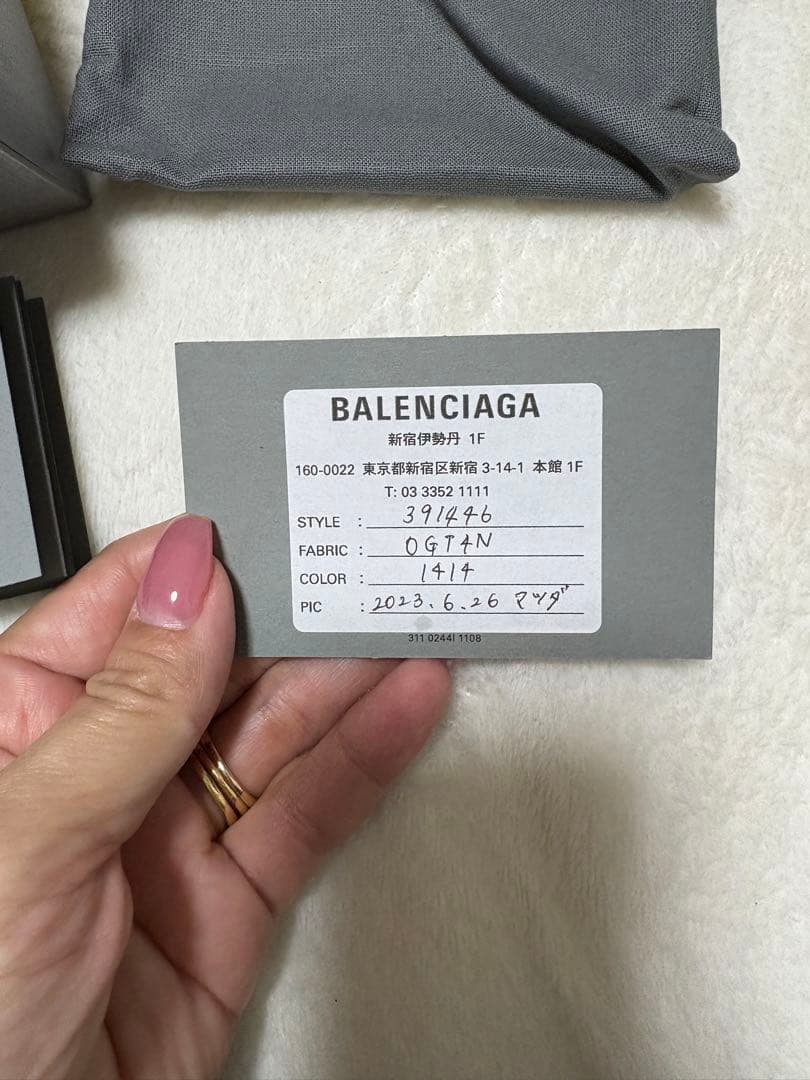 BALENCIAGA
新宿伊勢丹 1F
160-0022 東京都新宿区新宿 3-14-1 本館 1F
T: 03 3352 1111
STYLE : 391446
FABRIC : 0GT4N
COLOR : 1414
PIC : 2023.6.26 マツダ
311 02441 1108